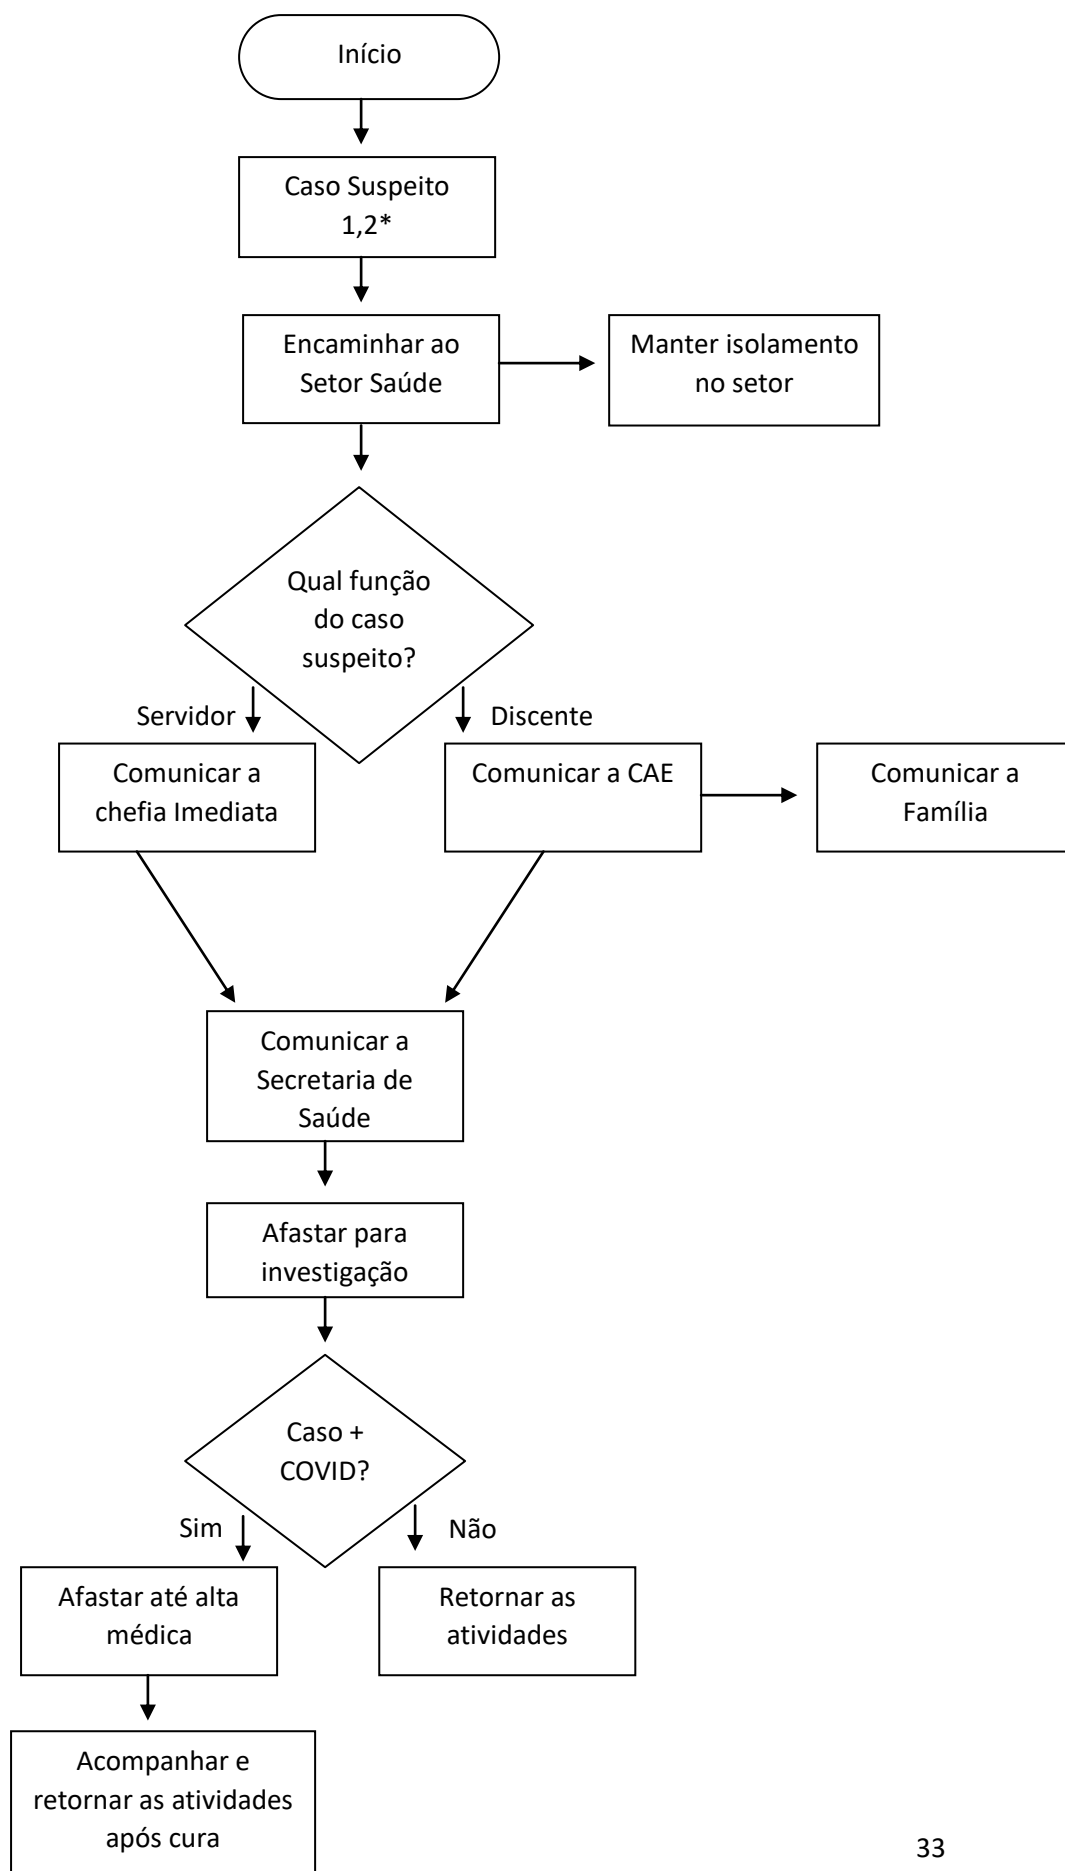 Início
Caso Suspeito
1,2*
Encaminhar ao
Setor Saúde
Manter isolamento
no setor
Qual função
do caso
suspeito?
Servidor
Discente
Comunicar a
chefia Imediata
Comunicar a CAE
Comunicar a
Família
Comunicar a
Secretaria de
Saúde
Afastar para
investigação
Caso +
COVID?
Sim
Não
Afastar até alta
médica
Retornar as
atividades
Acompanhar e
retornar as atividades
após cura
33